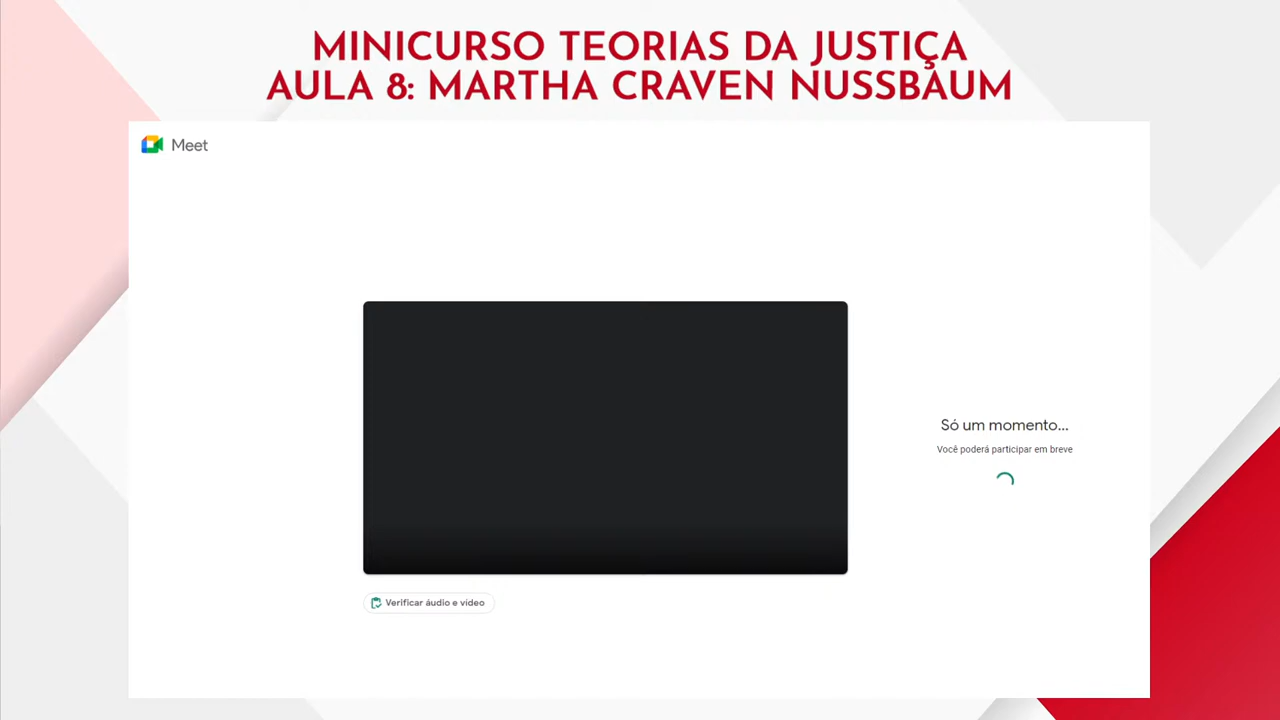 MINICURSO TEORIAS DA JUSTIÇA
AULA 8: MARTHA CRAVEN NUSSBAUM
Meet
Só um momento...
Você poderá participar em breve
Verificar áudio e vídeo